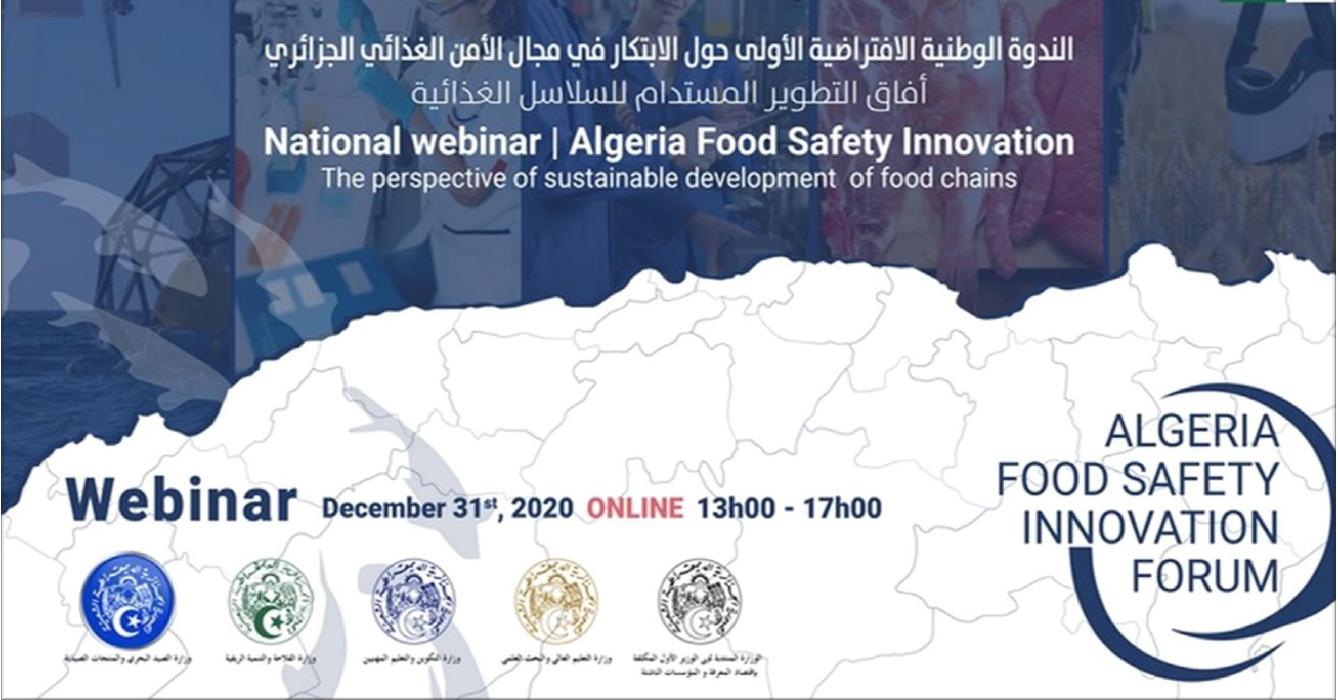 الندوة الوطنية الافتراضية الأولى حول الابتكار في مجال الأمن الغذائي الجزائري
أفاق التطوير المستدام للسلاسل الغذائية
National webinar | Algeria Food Safety Innovation
The perspective of sustainable development of food chains
ALGERIA
FOOD SAFETY
INNOVATION
FORUM
Webinar December 31st, 2020 ONLINE 13h00 - 17h00
وزارة الصيد البحري والمنتجات الصيدية
وزارة الفلاحة والتنمية الريفية
وزارة التكوين والتعليم المهنيين
وزارة التعليم العالي والبحث العلمي
الوزارة المنتدبة لدى الوزير الأول المكلفة
باقتصاد المعرفة و المؤسسات الناشئة